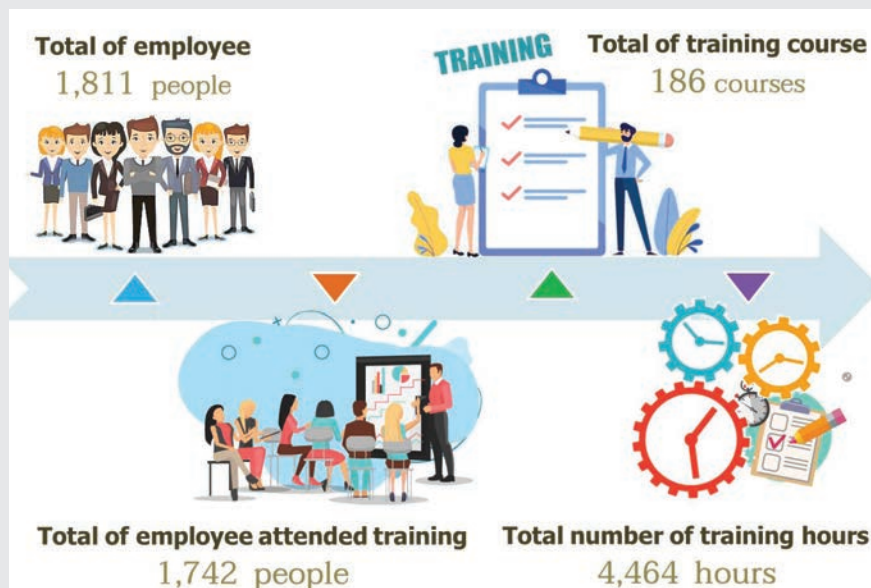 Total of employee
1,811 people
TRAINING
Total of training course
186 courses
Total of employee attended training
1,742 people
Total number of training hours
4,464 hours